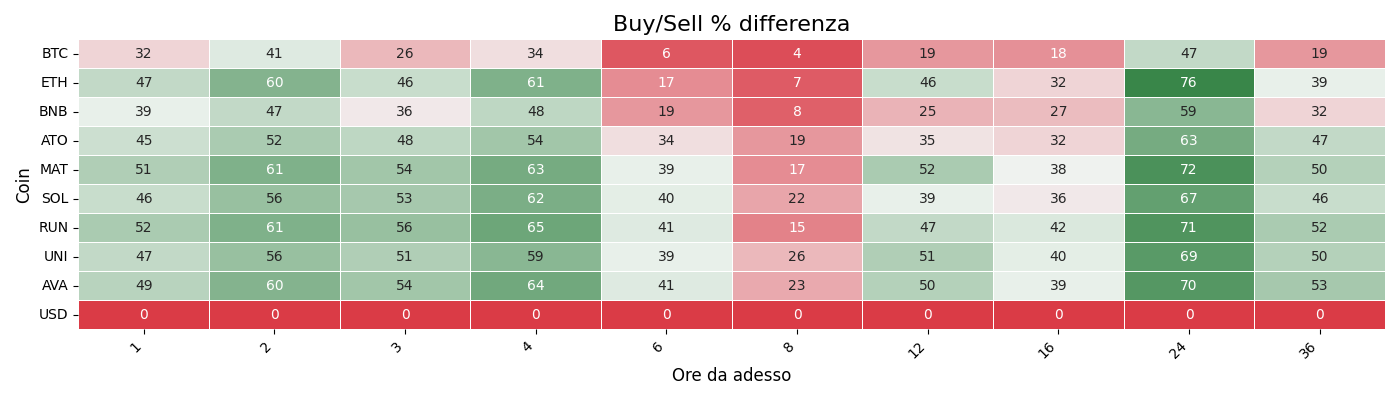 Buy/Sell % differenza
Coin
BTC 32 41 26 34 6 4 19 18 47 19
ETH 47 60 46 61 17 7 46 32 76 39
BNB 39 47 36 48 19 8 25 27 59 32
ATO 45 52 48 54 34 19 35 32 63 47
MAT 51 61 54 63 39 17 52 38 72 50
SOL 46 56 53 62 40 22 39 36 67 46
RUN 52 61 56 65 41 15 47 42 71 52
UNI 47 56 51 59 39 26 51 40 69 50
AVA 49 60 54 64 41 23 50 39 70 53
USD 0 0 0 0 0 0 0 0 0 0
1 2 3 4 6 8 12 16 24 36
Ore da adesso